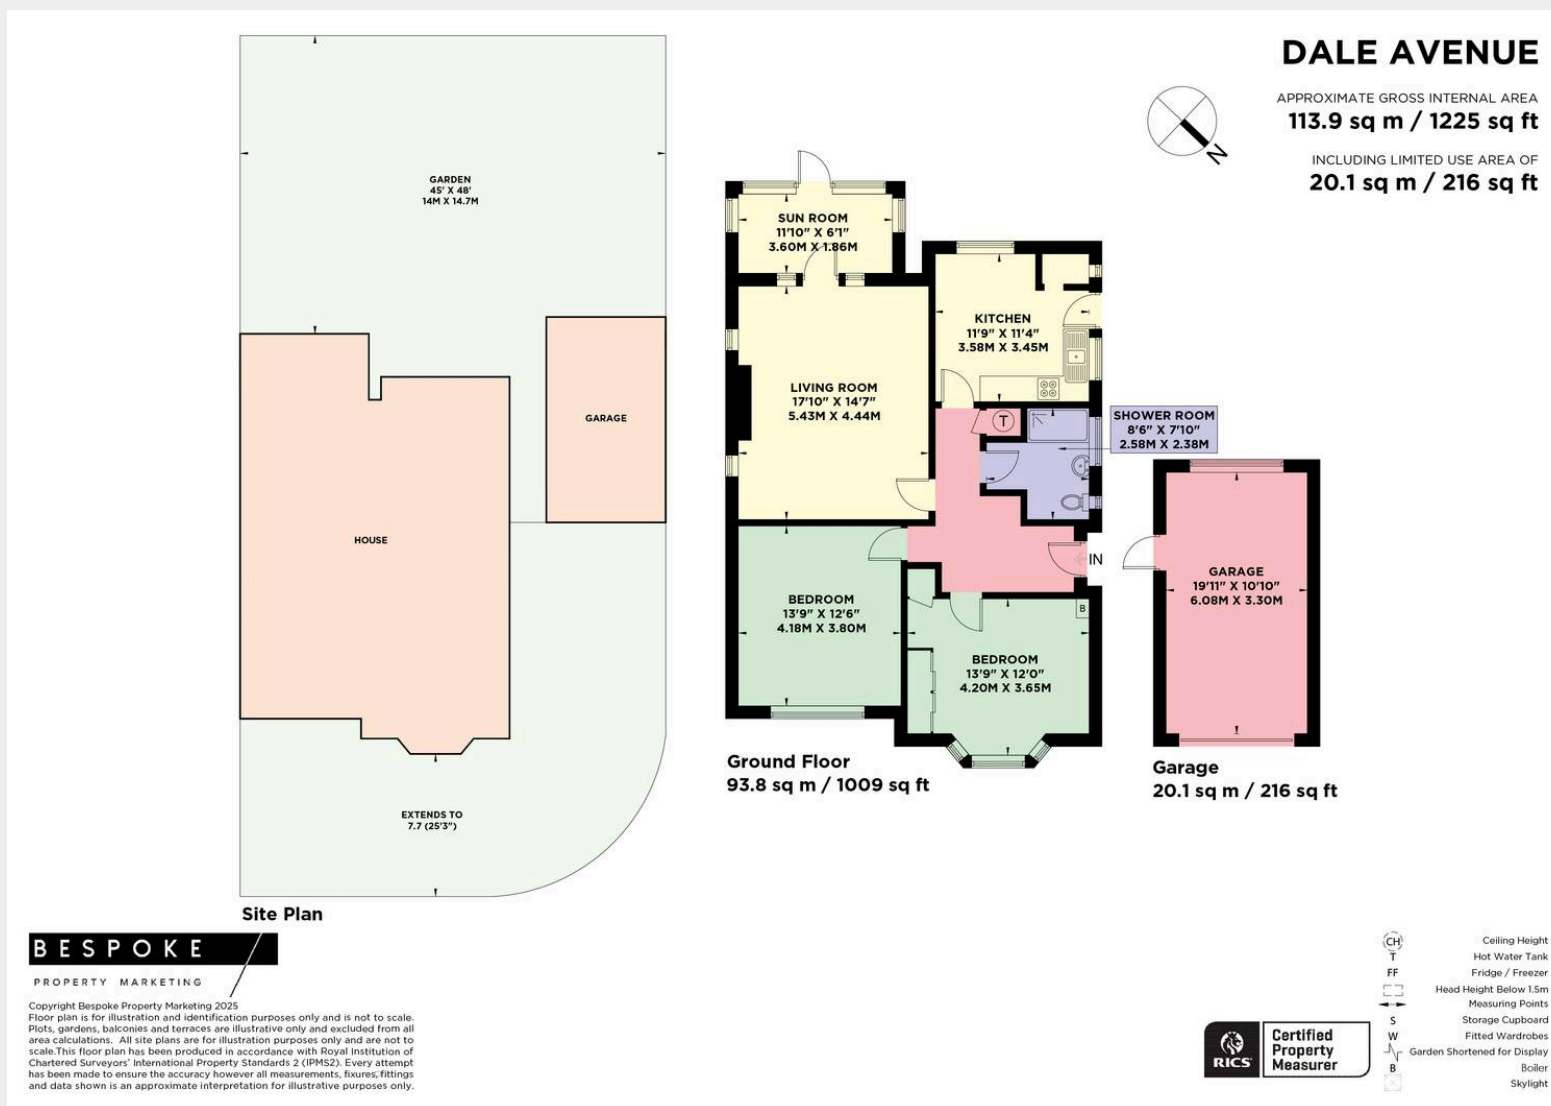 DALE AVENUE
APPROXIMATE GROSS INTERNAL AREA
113.9 sq m / 1225 sq ft
INCLUDING LIMITED USE AREA OF
20.1 sq m / 216 sq ft
N
GARDEN
45' X 48'
14M X 14.7M
GARAGE
HOUSE
EXTENDS TO
7.7 (25'3")
Site Plan
SUN ROOM
11'10" X 6'1"
3.60M X 1.86M
KITCHEN
11'9" X 11'4"
3.58M X 3.45M
LIVING ROOM
17'10" X 14'7"
5.43M X 4.44M
T
SHOWER ROOM
8'6" X 7'10"
2.58M X 2.38M
IN
BEDROOM
13'9" X 12'6"
4.18M X 3.80M
B
BEDROOM
13'9" X 12'0"
4.20M X 3.65M
GARAGE
19'11" X 10'10"
6.08M X 3.30M
Ground Floor
93.8 sq m / 1009 sq ft
Garage
20.1 sq m / 216 sq ft
BESPOKE
PROPERTY MARKETING
Copyright Bespoke Property Marketing 2025
Floor plan is for illustration and identification purposes only and is not to scale.
Plots, gardens, balconies and terraces are illustrative only and excluded from all
area calculations. All site plans are for illustration purposes only and are not to
scale.This floor plan has been produced in accordance with Royal Institution of
Chartered Surveyors' International Property Standards 2 (IPMS2). Every attempt
has been made to ensure the accuracy however all measurements, fixures, fittings
and data shown is an approximate interpretation for illustrative purposes only.
RICS
Certified
Property
Measurer
CH Ceiling Height
T Hot Water Tank
FF Fridge / Freezer
Head Height Below 1.5m
Measuring Points
S Storage Cupboard
W Fitted Wardrobes
Garden Shortened for Display
B Boiler
Skylight